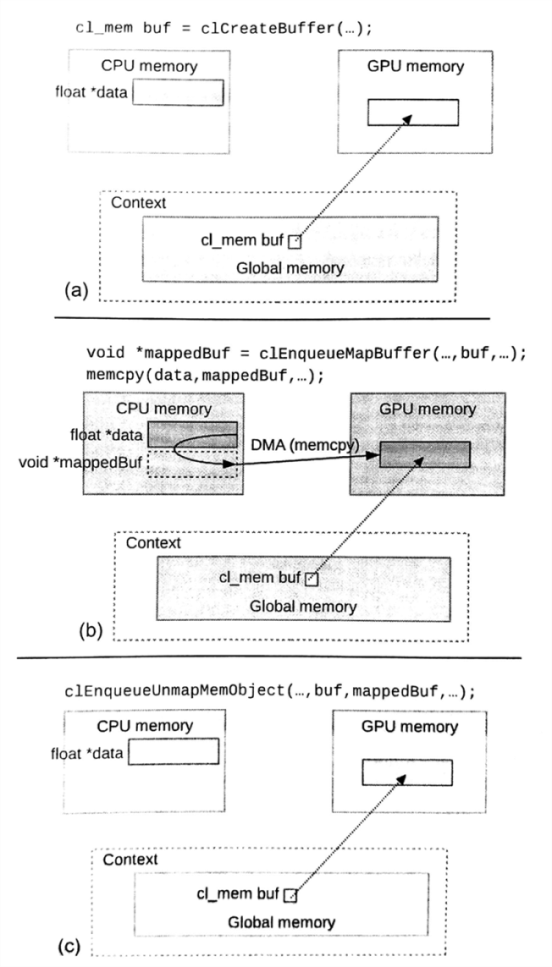 cl_mem buf = clCreateBuffer(…);
CPU memory
float *data
GPU memory
Context
cl_mem buf
Global memory
(a)
void *mappedBuf = clEnqueueMapBuffer(…,buf,…);
memcpy(data,mappedBuf,…);
CPU memory
float *data
void *mappedBuf
DMA (memcpy)
GPU memory
Context
cl_mem buf
Global memory
(b)
clEnqueueUnmapMemObject(…,buf,mappedBuf,…);
CPU memory
float *data
GPU memory
Context
cl_mem buf
Global memory
(c)